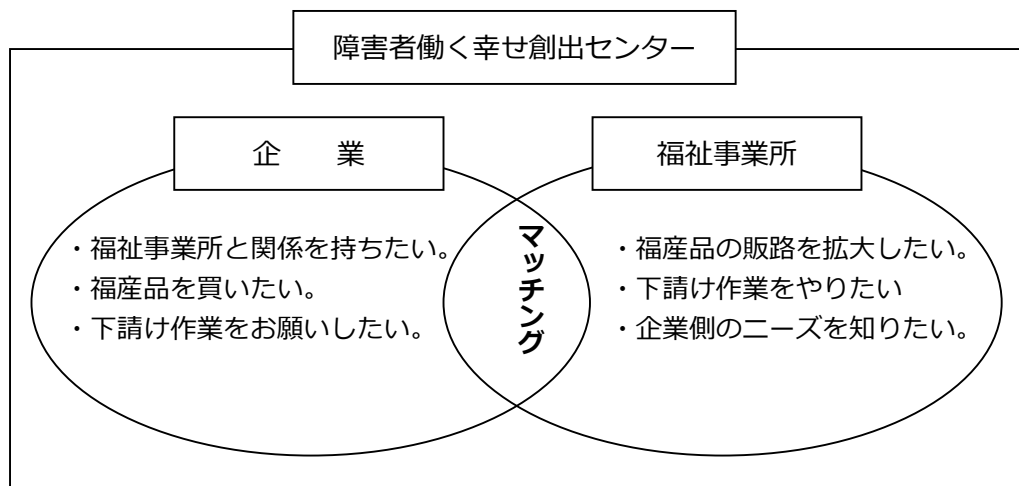 障害者働く幸せ創出センター
企　　業
福祉事業所
・福祉事業所と関係を持ちたい。
・福産品を買いたい。
・下請け作業をお願いしたい。
マッチング
・福産品の販路を拡大したい。
・下請け作業をやりたい
・企業側のニーズを知りたい。